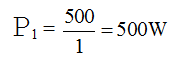 P₁ = 500/1 = 500W